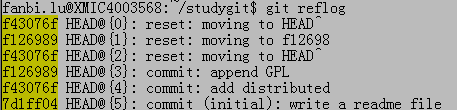 fanbi.lu@XMIC4003568:~/studygit$ git reflog
f43076f HEAD@{0}: reset: moving to HEAD^
f126989 HEAD@{1}: reset: moving to f12698
f43076f HEAD@{2}: reset: moving to HEAD^
f126989 HEAD@{3}: commit: append GPL
f43076f HEAD@{4}: commit: add distributed
7d1ff04 HEAD@{5}: commit (initial): write a readme file